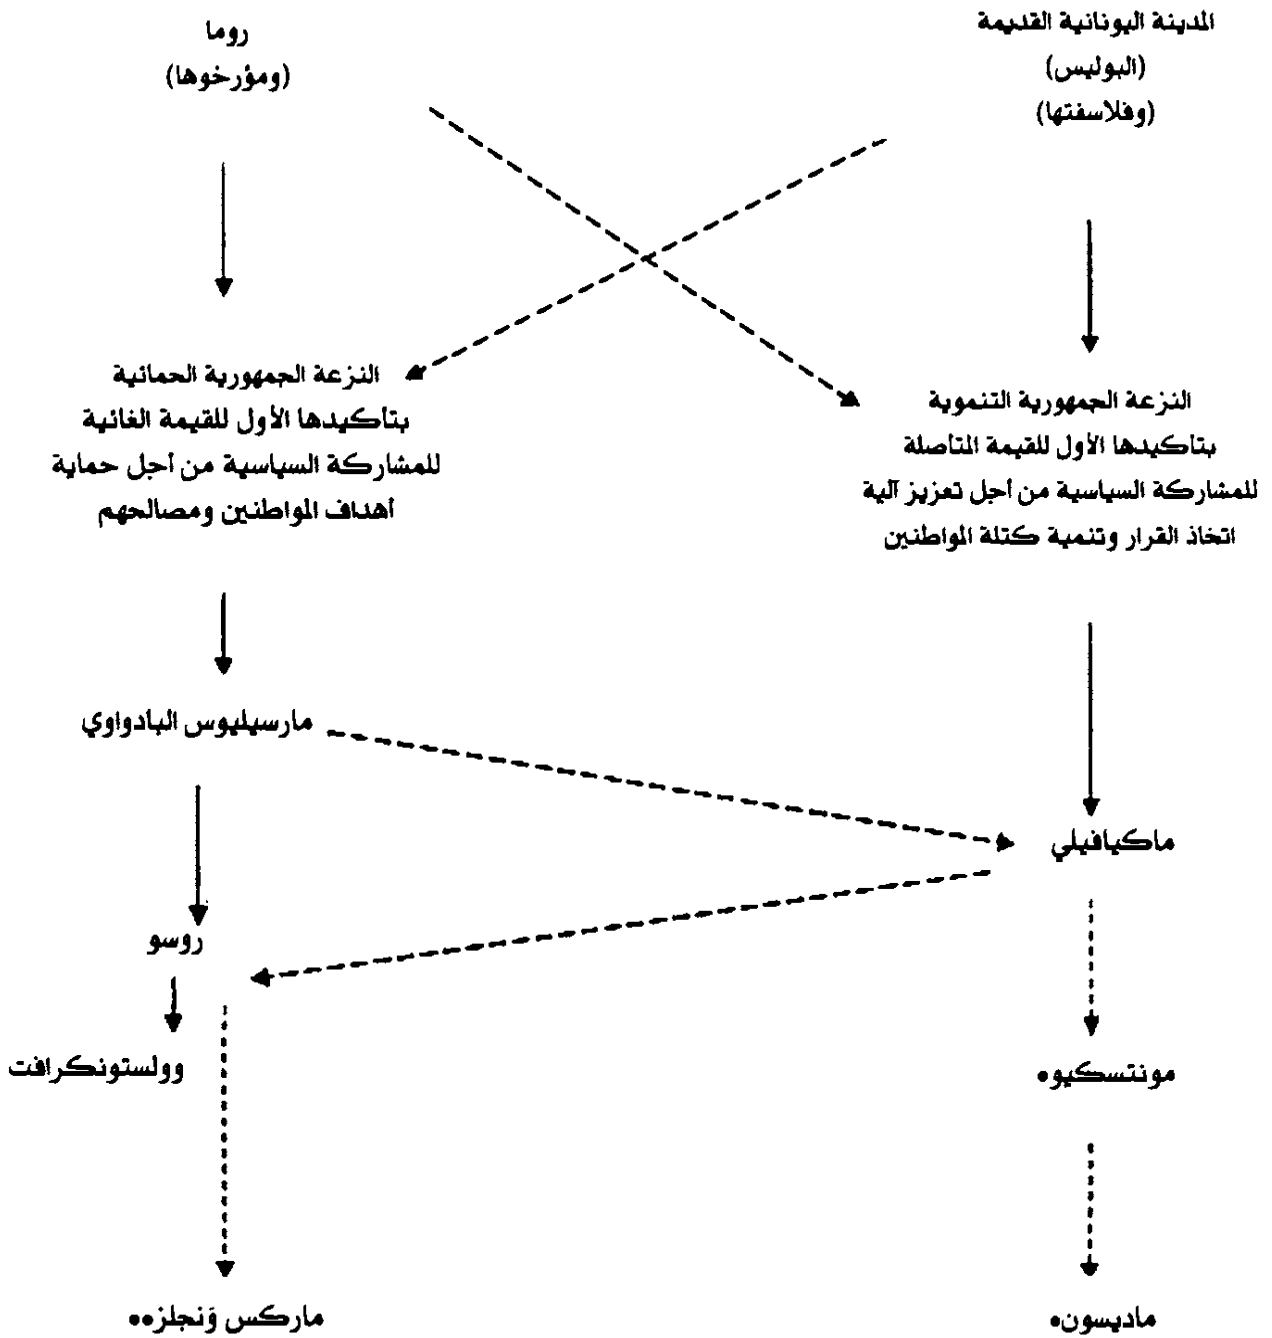 المدينة اليونانية القديمة
(البوليس)
(وفلاسفتها)
روما
(ومؤرخوها)
النزعة الجمهورية التنموية
بتأكيدها الأول للقيمة المتأصلة
للمشاركة السياسية من أجل تعزيز آلية
اتخاذ القرار وتنمية كتلة المواطنين
النزعة الجمهورية الحمائية
بتأكيدها الأول للقيمة الغائية
للمشاركة السياسية من أجل حماية
أهداف المواطنين ومصالحهم
مارسيليوس البادواوي
ماكيافيلي
روسو
وولستونكرافت
مونتسكيو•
ماديسون•
ماركس وَنجلز••